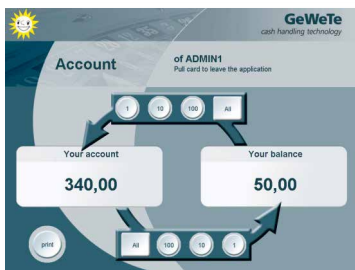 GeWeTe
cash handling technology
Account
of ADMIN1
Pull card to leave the application
1 10 100 All
Your account
340,00
Your balance
50,00
print
All 100 10 1